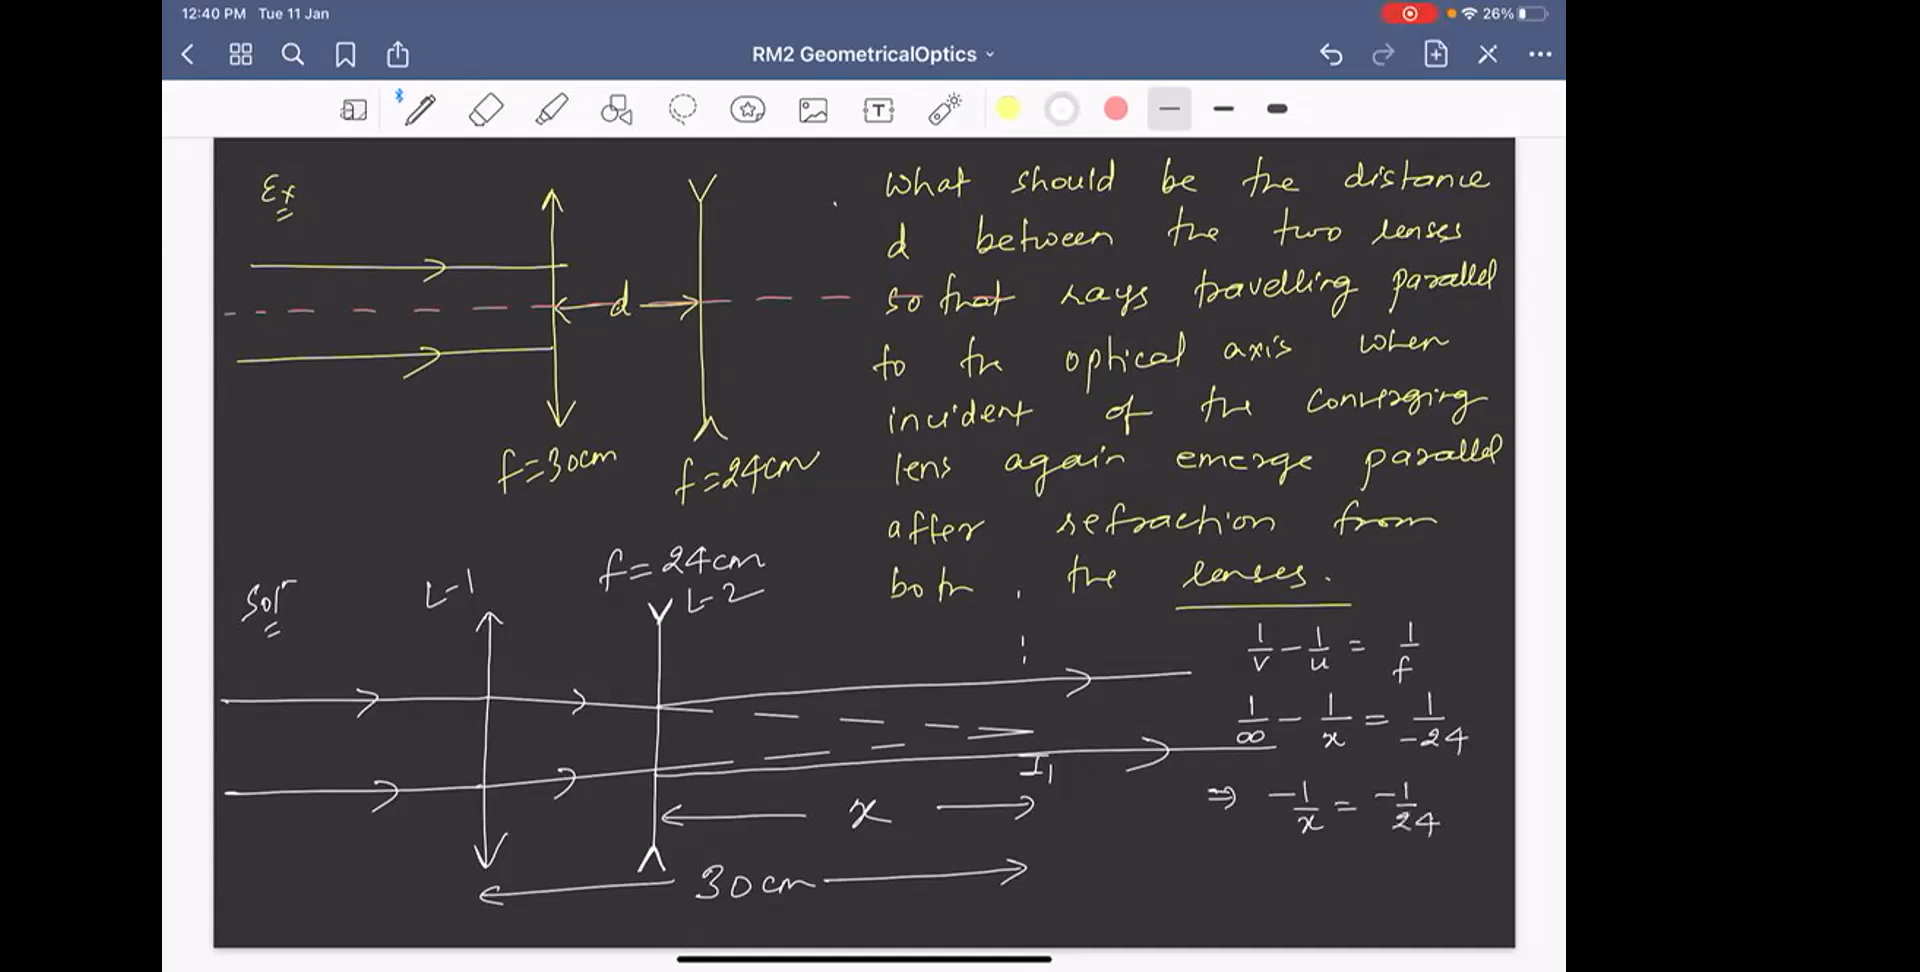 12:40 PM Tue 11 Jan
26%
RM2 GeometricalOptics
T
Ex
What should be the distance
d between the two lenses
so that rays travelling parallel
to the optical axis when
incident of the converging
lens again emerge parallel
after refraction from
both the lenses.
d
f=30cm
f=24cm
Solⁿ
L-1
f=24cm
L-2
I₁
x
30cm
1/v - 1/u = 1/f
1/∞ - 1/x = 1/-24
⇒ -1/x = -1/24